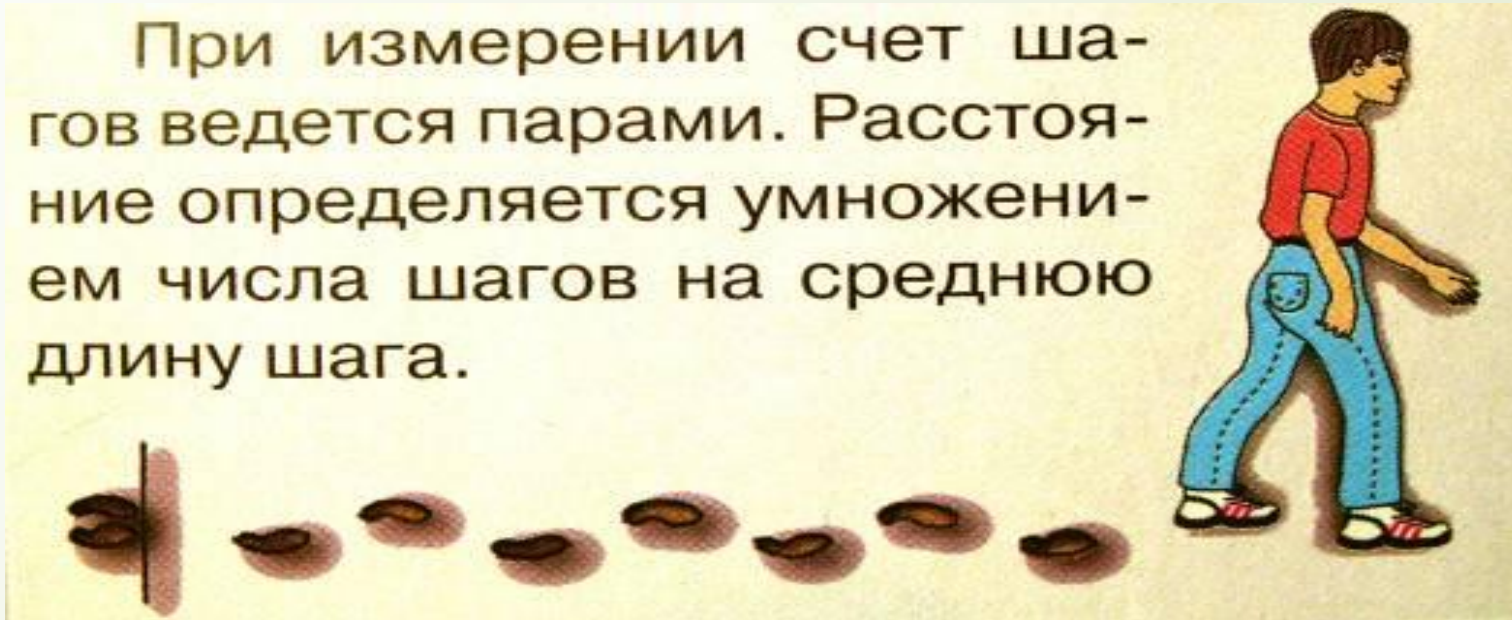 При измерении счет ша-
гов ведется парами. Расстоя-
ние определяется умножени-
ем числа шагов на среднюю
длину шага.